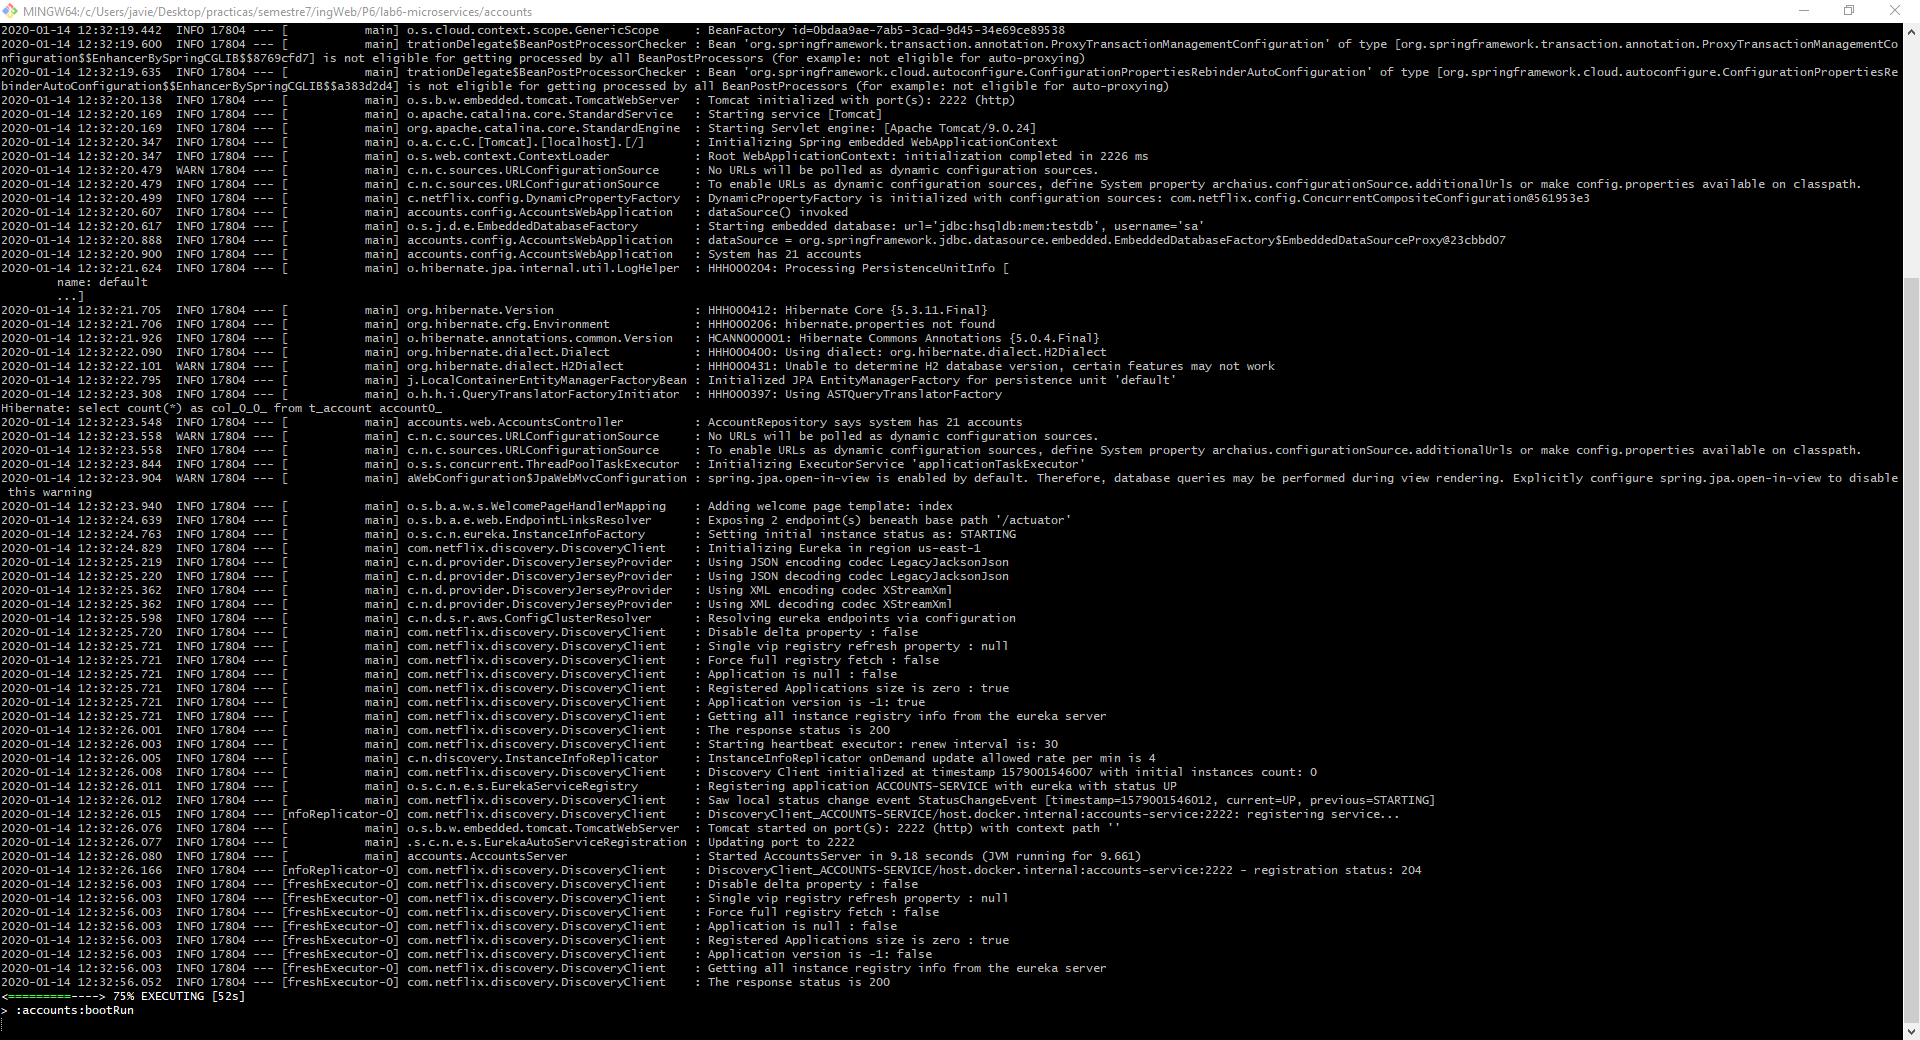 MINGW64:/c/Users/javie/Desktop/practicas/semestre7/ingWeb/P6/lab6-microservices/accounts
2020-01-14 12:32:19.442  INFO 17804 --- [           main] o.s.cloud.context.scope.GenericScope     : BeanFactory id=0bdaa9ae-7ab5-3cad-9d45-34e69ce89538
2020-01-14 12:32:19.600  INFO 17804 --- [           main] trationDelegate$BeanPostProcessorChecker : Bean 'org.springframework.transaction.annotation.ProxyTransactionManagementConfiguration' of type [org.springframework.transaction.annotation.ProxyTransactionManagementCo
nfiguration$$EnhancerBySpringCGLIB$$8769cfd7] is not eligible for getting processed by all BeanPostProcessors (for example: not eligible for auto-proxying)
2020-01-14 12:32:19.635  INFO 17804 --- [           main] trationDelegate$BeanPostProcessorChecker : Bean 'org.springframework.cloud.autoconfigure.ConfigurationPropertiesRebinderAutoConfiguration' of type [org.springframework.cloud.autoconfigure.ConfigurationPropertiesRe
binderAutoConfiguration$$EnhancerBySpringCGLIB$$a383d2d4] is not eligible for getting processed by all BeanPostProcessors (for example: not eligible for auto-proxying)
2020-01-14 12:32:20.138  INFO 17804 --- [           main] o.s.b.w.embedded.tomcat.TomcatWebServer  : Tomcat initialized with port(s): 2222 (http)
2020-01-14 12:32:20.169  INFO 17804 --- [           main] o.apache.catalina.core.StandardService   : Starting service [Tomcat]
2020-01-14 12:32:20.169  INFO 17804 --- [           main] org.apache.catalina.core.StandardEngine  : Starting Servlet engine: [Apache Tomcat/9.0.24]
2020-01-14 12:32:20.347  INFO 17804 --- [           main] o.a.c.c.C.[Tomcat].[localhost].[/]       : Initializing Spring embedded WebApplicationContext
2020-01-14 12:32:20.347  INFO 17804 --- [           main] o.s.web.context.ContextLoader            : Root WebApplicationContext: initialization completed in 2226 ms
2020-01-14 12:32:20.479  WARN 17804 --- [           main] c.n.c.sources.URLConfigurationSource     : No URLs will be polled as dynamic configuration sources.
2020-01-14 12:32:20.479  INFO 17804 --- [           main] c.n.c.sources.URLConfigurationSource     : To enable URLs as dynamic configuration sources, define System property archaius.configurationSource.additionalUrls or make config.properties available on classpath.
2020-01-14 12:32:20.499  INFO 17804 --- [           main] c.netflix.config.DynamicPropertyFactory  : DynamicPropertyFactory is initialized with configuration sources: com.netflix.config.ConcurrentCompositeConfiguration@561953e3
2020-01-14 12:32:20.607  INFO 17804 --- [           main] accounts.config.AccountsWebApplication   : dataSource() invoked
2020-01-14 12:32:20.617  INFO 17804 --- [           main] o.s.j.d.e.EmbeddedDatabaseFactory        : Starting embedded database: url='jdbc:hsqldb:mem:testdb', username='sa'
2020-01-14 12:32:20.888  INFO 17804 --- [           main] accounts.config.AccountsWebApplication   : dataSource = org.springframework.jdbc.datasource.embedded.EmbeddedDatabaseFactory$EmbeddedDataSourceProxy@23cbbd07
2020-01-14 12:32:20.900  INFO 17804 --- [           main] accounts.config.AccountsWebApplication   : System has 21 accounts
2020-01-14 12:32:21.624  INFO 17804 --- [           main] o.hibernate.jpa.internal.util.LogHelper  : HHH000204: Processing PersistenceUnitInfo [
        name: default
        ...]
2020-01-14 12:32:21.705  INFO 17804 --- [           main] org.hibernate.Version                    : HHH000412: Hibernate Core {5.3.11.Final}
2020-01-14 12:32:21.706  INFO 17804 --- [           main] org.hibernate.cfg.Environment            : HHH000206: hibernate.properties not found
2020-01-14 12:32:21.926  INFO 17804 --- [           main] o.hibernate.annotations.common.Version   : HCANN000001: Hibernate Commons Annotations {5.0.4.Final}
2020-01-14 12:32:22.090  INFO 17804 --- [           main] org.hibernate.dialect.Dialect            : HHH000400: Using dialect: org.hibernate.dialect.H2Dialect
2020-01-14 12:32:22.101  WARN 17804 --- [           main] org.hibernate.dialect.H2Dialect          : HHH000431: Unable to determine H2 database version, certain features may not work
2020-01-14 12:32:22.795  INFO 17804 --- [           main] j.LocalContainerEntityManagerFactoryBean : Initialized JPA EntityManagerFactory for persistence unit 'default'
2020-01-14 12:32:23.308  INFO 17804 --- [           main] o.h.h.i.QueryTranslatorFactoryInitiator  : HHH000397: Using ASTQueryTranslatorFactory
Hibernate: select count(*) as col_0_0_ from t_account account0_
2020-01-14 12:32:23.548  INFO 17804 --- [           main] accounts.web.AccountsController          : AccountRepository says system has 21 accounts
2020-01-14 12:32:23.558  WARN 17804 --- [           main] c.n.c.sources.URLConfigurationSource     : No URLs will be polled as dynamic configuration sources.
2020-01-14 12:32:23.558  INFO 17804 --- [           main] c.n.c.sources.URLConfigurationSource     : To enable URLs as dynamic configuration sources, define System property archaius.configurationSource.additionalUrls or make config.properties available on classpath.
2020-01-14 12:32:23.844  INFO 17804 --- [           main] o.s.s.concurrent.ThreadPoolTaskExecutor  : Initializing ExecutorService 'applicationTaskExecutor'
2020-01-14 12:32:23.904  WARN 17804 --- [           main] aWebConfiguration$JpaWebMvcConfiguration : spring.jpa.open-in-view is enabled by default. Therefore, database queries may be performed during view rendering. Explicitly configure spring.jpa.open-in-view to disable
 this warning
2020-01-14 12:32:23.940  INFO 17804 --- [           main] o.s.b.a.w.s.WelcomePageHandlerMapping    : Adding welcome page template: index
2020-01-14 12:32:24.639  INFO 17804 --- [           main] o.s.b.a.e.web.EndpointLinksResolver      : Exposing 2 endpoint(s) beneath base path '/actuator'
2020-01-14 12:32:24.763  INFO 17804 --- [           main] o.s.c.n.eureka.InstanceInfoFactory       : Setting initial instance status as: STARTING
2020-01-14 12:32:24.829  INFO 17804 --- [           main] com.netflix.discovery.DiscoveryClient    : Initializing Eureka in region us-east-1
2020-01-14 12:32:25.219  INFO 17804 --- [           main] c.n.d.provider.DiscoveryJerseyProvider   : Using JSON encoding codec LegacyJacksonJson
2020-01-14 12:32:25.220  INFO 17804 --- [           main] c.n.d.provider.DiscoveryJerseyProvider   : Using JSON decoding codec LegacyJacksonJson
2020-01-14 12:32:25.362  INFO 17804 --- [           main] c.n.d.provider.DiscoveryJerseyProvider   : Using XML encoding codec XStreamXml
2020-01-14 12:32:25.362  INFO 17804 --- [           main] c.n.d.provider.DiscoveryJerseyProvider   : Using XML decoding codec XStreamXml
2020-01-14 12:32:25.598  INFO 17804 --- [           main] c.n.d.s.r.aws.ConfigClusterResolver      : Resolving eureka endpoints via configuration
2020-01-14 12:32:25.720  INFO 17804 --- [           main] com.netflix.discovery.DiscoveryClient    : Disable delta property : false
2020-01-14 12:32:25.721  INFO 17804 --- [           main] com.netflix.discovery.DiscoveryClient    : Single vip registry refresh property : null
2020-01-14 12:32:25.721  INFO 17804 --- [           main] com.netflix.discovery.DiscoveryClient    : Force full registry fetch : false
2020-01-14 12:32:25.721  INFO 17804 --- [           main] com.netflix.discovery.DiscoveryClient    : Application is null : false
2020-01-14 12:32:25.721  INFO 17804 --- [           main] com.netflix.discovery.DiscoveryClient    : Registered Applications size is zero : true
2020-01-14 12:32:25.721  INFO 17804 --- [           main] com.netflix.discovery.DiscoveryClient    : Application version is -1: true
2020-01-14 12:32:25.721  INFO 17804 --- [           main] com.netflix.discovery.DiscoveryClient    : Getting all instance registry info from the eureka server
2020-01-14 12:32:26.001  INFO 17804 --- [           main] com.netflix.discovery.DiscoveryClient    : The response status is 200
2020-01-14 12:32:26.003  INFO 17804 --- [           main] com.netflix.discovery.DiscoveryClient    : Starting heartbeat executor: renew interval is: 30
2020-01-14 12:32:26.005  INFO 17804 --- [           main] c.n.discovery.InstanceInfoReplicator     : InstanceInfoReplicator onDemand update allowed rate per min is 4
2020-01-14 12:32:26.008  INFO 17804 --- [           main] com.netflix.discovery.DiscoveryClient    : Discovery Client initialized at timestamp 1579001546007 with initial instances count: 0
2020-01-14 12:32:26.011  INFO 17804 --- [           main] o.s.c.n.e.s.EurekaServiceRegistry        : Registering application ACCOUNTS-SERVICE with eureka with status UP
2020-01-14 12:32:26.012  INFO 17804 --- [           main] com.netflix.discovery.DiscoveryClient    : Saw local status change event StatusChangeEvent [timestamp=1579001546012, current=UP, previous=STARTING]
2020-01-14 12:32:26.015  INFO 17804 --- [nfoReplicator-0] com.netflix.discovery.DiscoveryClient    : DiscoveryClient_ACCOUNTS-SERVICE/host.docker.internal:accounts-service:2222: registering service...
2020-01-14 12:32:26.076  INFO 17804 --- [           main] o.s.b.w.embedded.tomcat.TomcatWebServer  : Tomcat started on port(s): 2222 (http) with context path ''
2020-01-14 12:32:26.077  INFO 17804 --- [           main] .s.c.n.e.s.EurekaAutoServiceRegistration : Updating port to 2222
2020-01-14 12:32:26.080  INFO 17804 --- [           main] accounts.AccountsServer                  : Started AccountsServer in 9.18 seconds (JVM running for 9.661)
2020-01-14 12:32:26.166  INFO 17804 --- [nfoReplicator-0] com.netflix.discovery.DiscoveryClient    : DiscoveryClient_ACCOUNTS-SERVICE/host.docker.internal:accounts-service:2222 - registration status: 204
2020-01-14 12:32:56.003  INFO 17804 --- [freshExecutor-0] com.netflix.discovery.DiscoveryClient    : Disable delta property : false
2020-01-14 12:32:56.003  INFO 17804 --- [freshExecutor-0] com.netflix.discovery.DiscoveryClient    : Single vip registry refresh property : null
2020-01-14 12:32:56.003  INFO 17804 --- [freshExecutor-0] com.netflix.discovery.DiscoveryClient    : Force full registry fetch : false
2020-01-14 12:32:56.003  INFO 17804 --- [freshExecutor-0] com.netflix.discovery.DiscoveryClient    : Application is null : false
2020-01-14 12:32:56.003  INFO 17804 --- [freshExecutor-0] com.netflix.discovery.DiscoveryClient    : Registered Applications size is zero : true
2020-01-14 12:32:56.003  INFO 17804 --- [freshExecutor-0] com.netflix.discovery.DiscoveryClient    : Application version is -1: false
2020-01-14 12:32:56.003  INFO 17804 --- [freshExecutor-0] com.netflix.discovery.DiscoveryClient    : Getting all instance registry info from the eureka server
2020-01-14 12:32:56.052  INFO 17804 --- [freshExecutor-0] com.netflix.discovery.DiscoveryClient    : The response status is 200
<=========----> 75% EXECUTING [52s]
> :accounts:bootRun